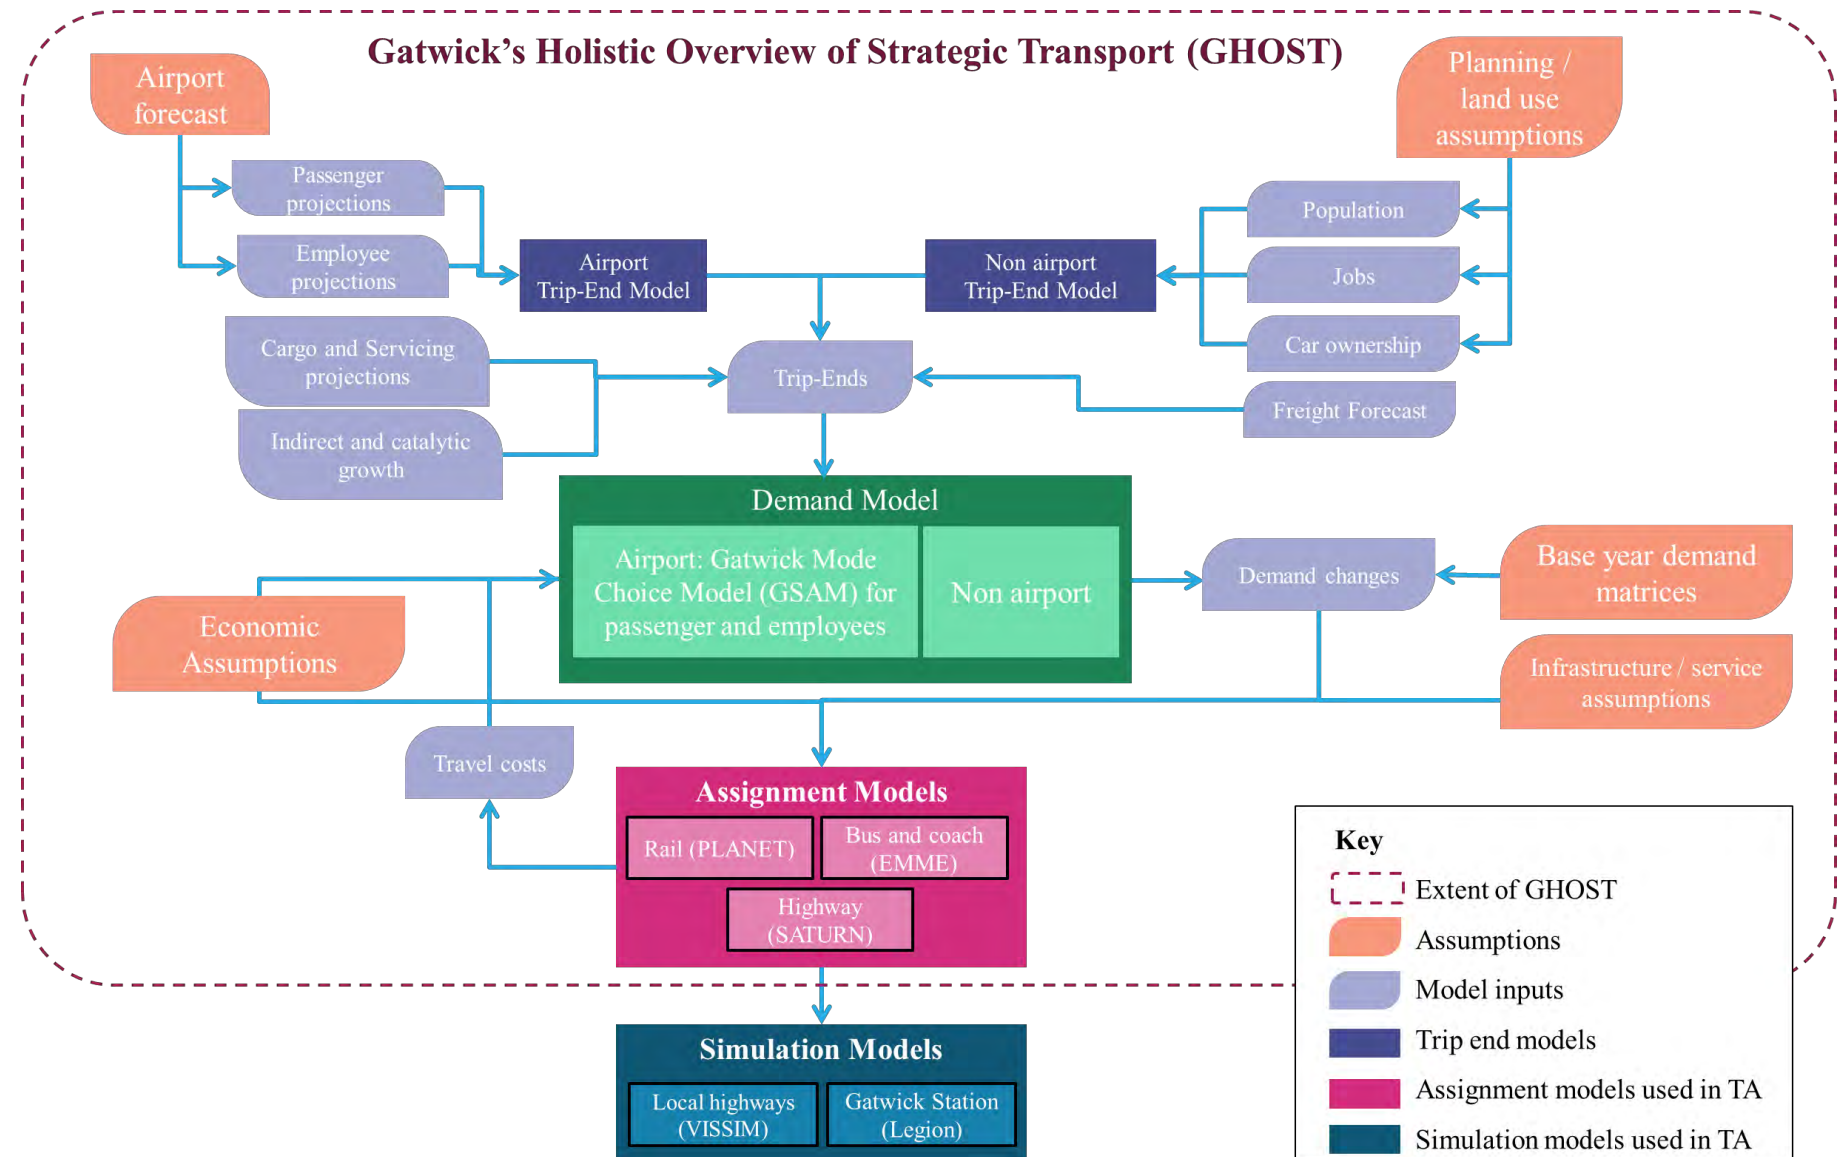 Gatwick's Holistic Overview of Strategic Transport (GHOST)
Airport
forecast
Planning /
land use
assumptions
Passenger
projections
Employee
projections
Airport
Trip-End Model
Non airport
Trip-End Model
Population
Jobs
Car ownership
Cargo and Servicing
projections
Trip-Ends
Freight Forecast
Indirect and catalytic
growth
Demand Model
Airport: Gatwick Mode
Choice Model (GSAM) for
passenger and employees
Non airport
Demand changes
Base year demand
matrices
Economic
Assumptions
Infrastructure / service
assumptions
Travel costs
Assignment Models
Rail (PLANET)
Bus and coach
(EMME)
Highway
(SATURN)
Simulation Models
Local highways
(VISSIM)
Gatwick Station
(Legion)
Key
Extent of GHOST
Assumptions
Model inputs
Trip end models
Assignment models used in TA
Simulation models used in TA